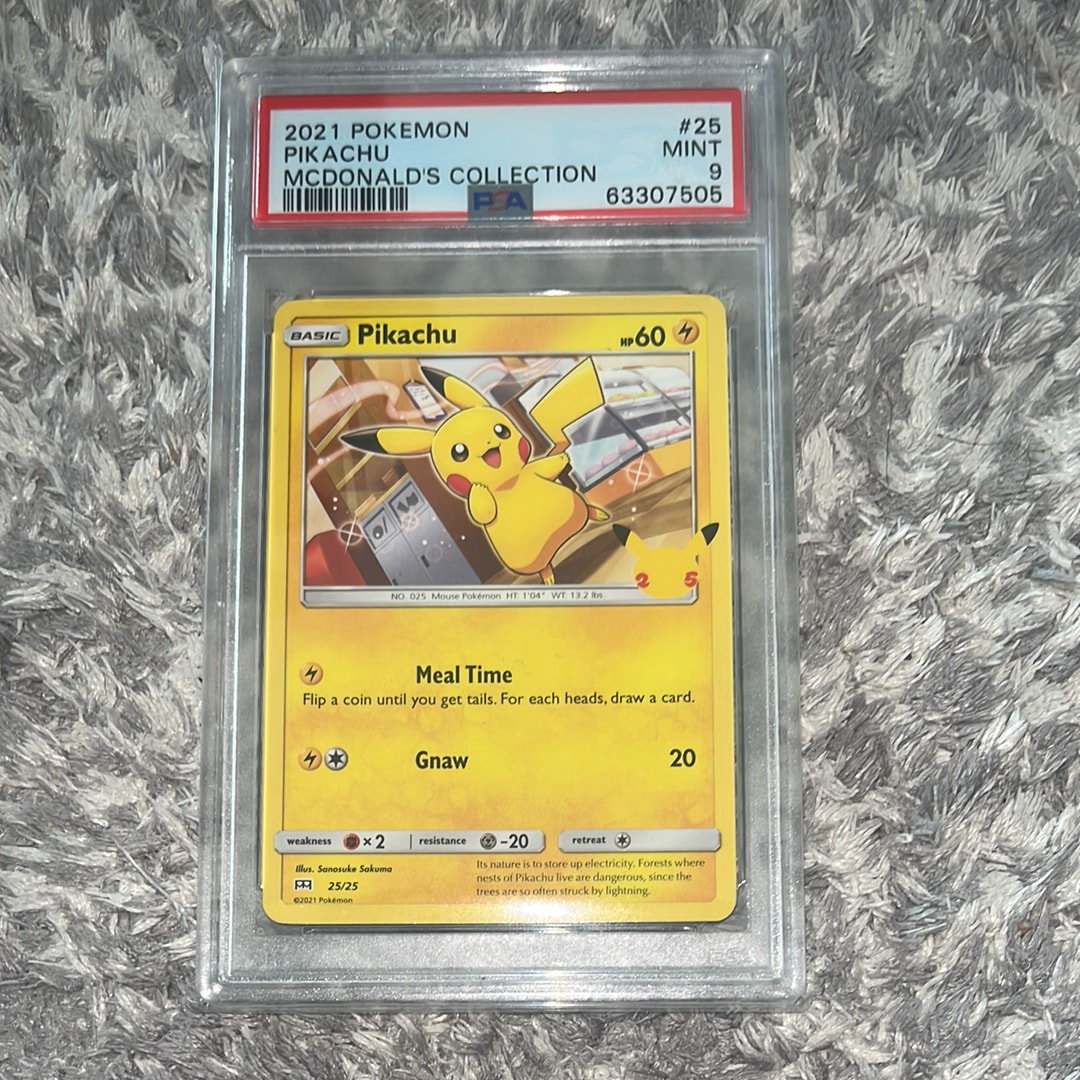 2021 POKEMON #25
PIKACHU MINT
MCDONALD'S COLLECTION 9
PSA 63307505
BASIC Pikachu HP60
2 5
NO. 025 Mouse Pokémon HT: 1'04" WT: 13.2 lbs.
Meal Time
Flip a coin until you get tails. For each heads, draw a card.
Gnaw 20
weakness ×2 resistance -20 retreat
Illus. Sanosuke Sakuma
25/25
©2021 Pokémon
Its nature is to store up electricity. Forests where
nests of Pikachu live are dangerous, since the
trees are so often struck by lightning.